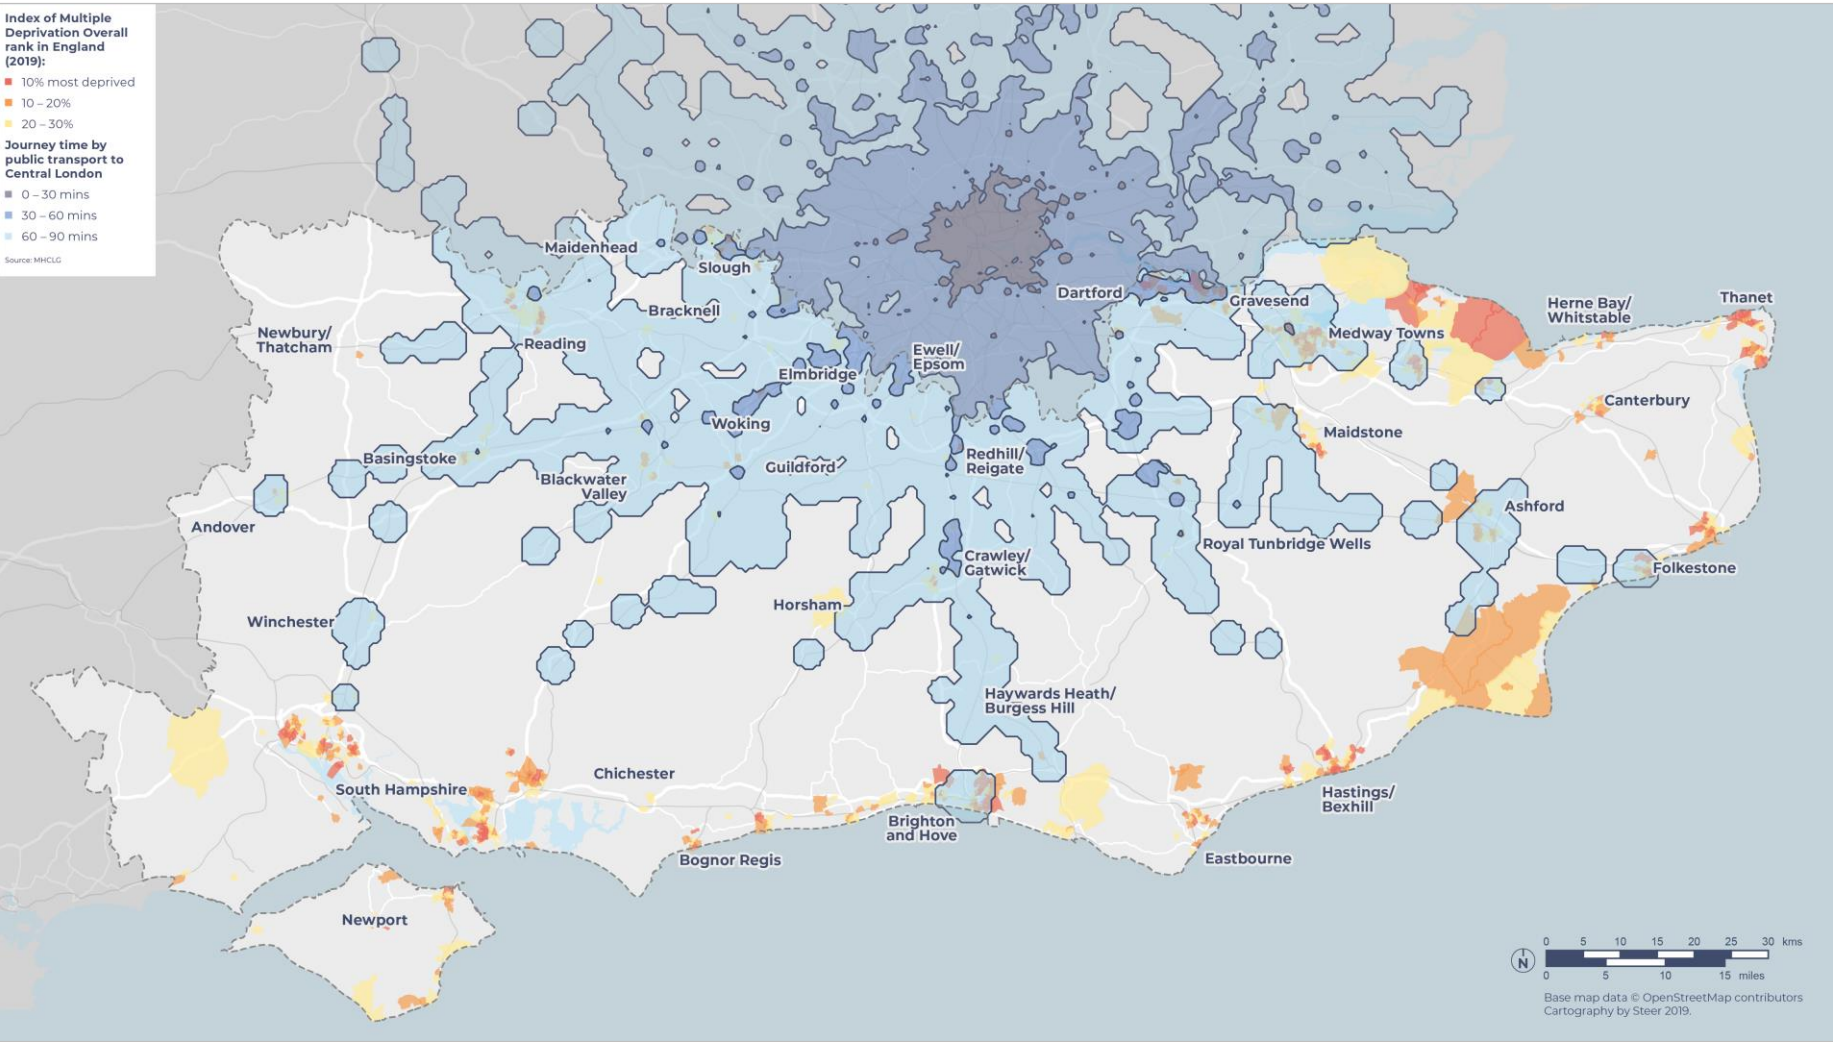 Index of Multiple
Deprivation Overall
rank in England
(2019):
10% most deprived
10 – 20%
20 – 30%
Journey time by
public transport to
Central London
0 – 30 mins
30 – 60 mins
60 – 90 mins
Source: MHCLG
Maidenhead
Slough
Dartford
Gravesend
Herne Bay/
Whitstable
Thanet
Bracknell
Newbury/
Thatcham
Reading
Medway Towns
Ewell/
Epsom
Elmbridge
Canterbury
Woking
Maidstone
Basingstoke
Blackwater
Valley
Guildford
Redhill/
Reigate
Andover
Ashford
Royal Tunbridge Wells
Crawley/
Gatwick
Folkestone
Horsham
Winchester
Haywards Heath/
Burgess Hill
Chichester
South Hampshire
Hastings/
Bexhill
Brighton
and Hove
Bognor Regis
Eastbourne
Newport
0 5 10 15 20 25 30 kms
N
0 5 10 15 miles
Base map data © OpenStreetMap contributors
Cartography by Steer 2019.